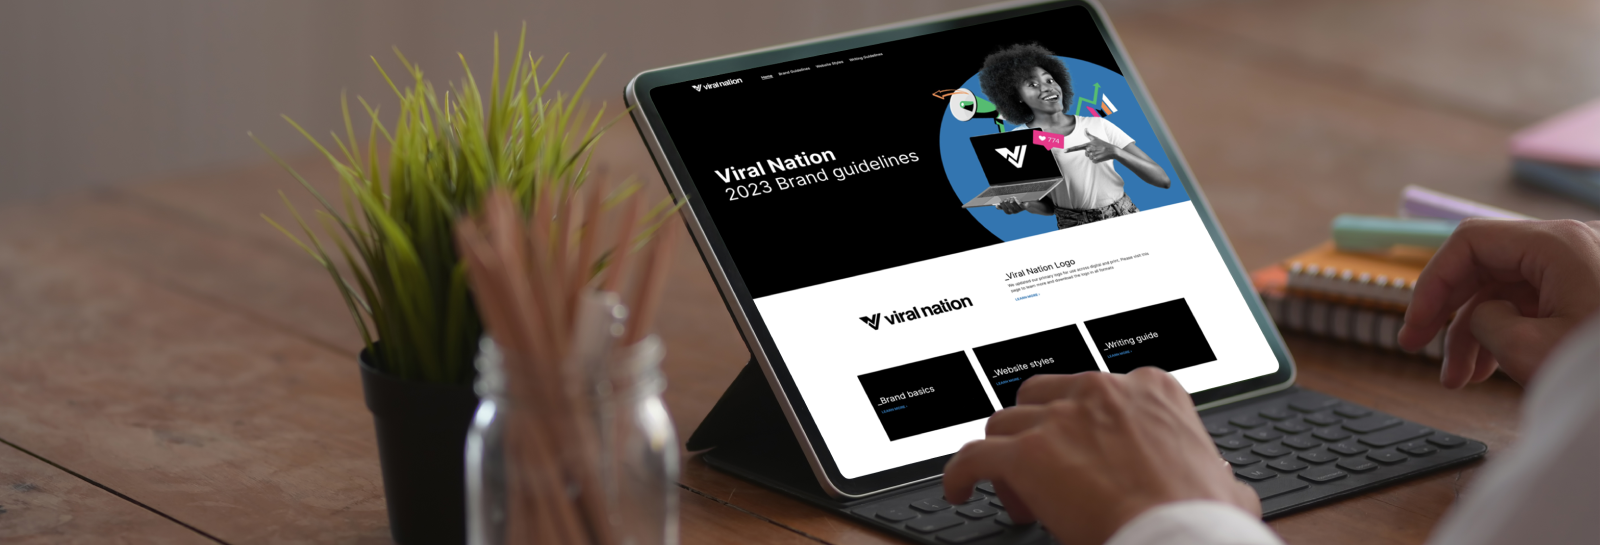 viral nation
Home Brand Guidelines Website Styles Writing Guidelines
Viral Nation
2023 Brand guidelines
774
_Viral Nation Logo
We updated our primary logo for use across digital and print. Please visit this
page to learn more and download the logo in all formats.
LEARN MORE >
viral nation
_Brand basics
LEARN MORE >
_Website styles
LEARN MORE >
_Writing guide
LEARN MORE >